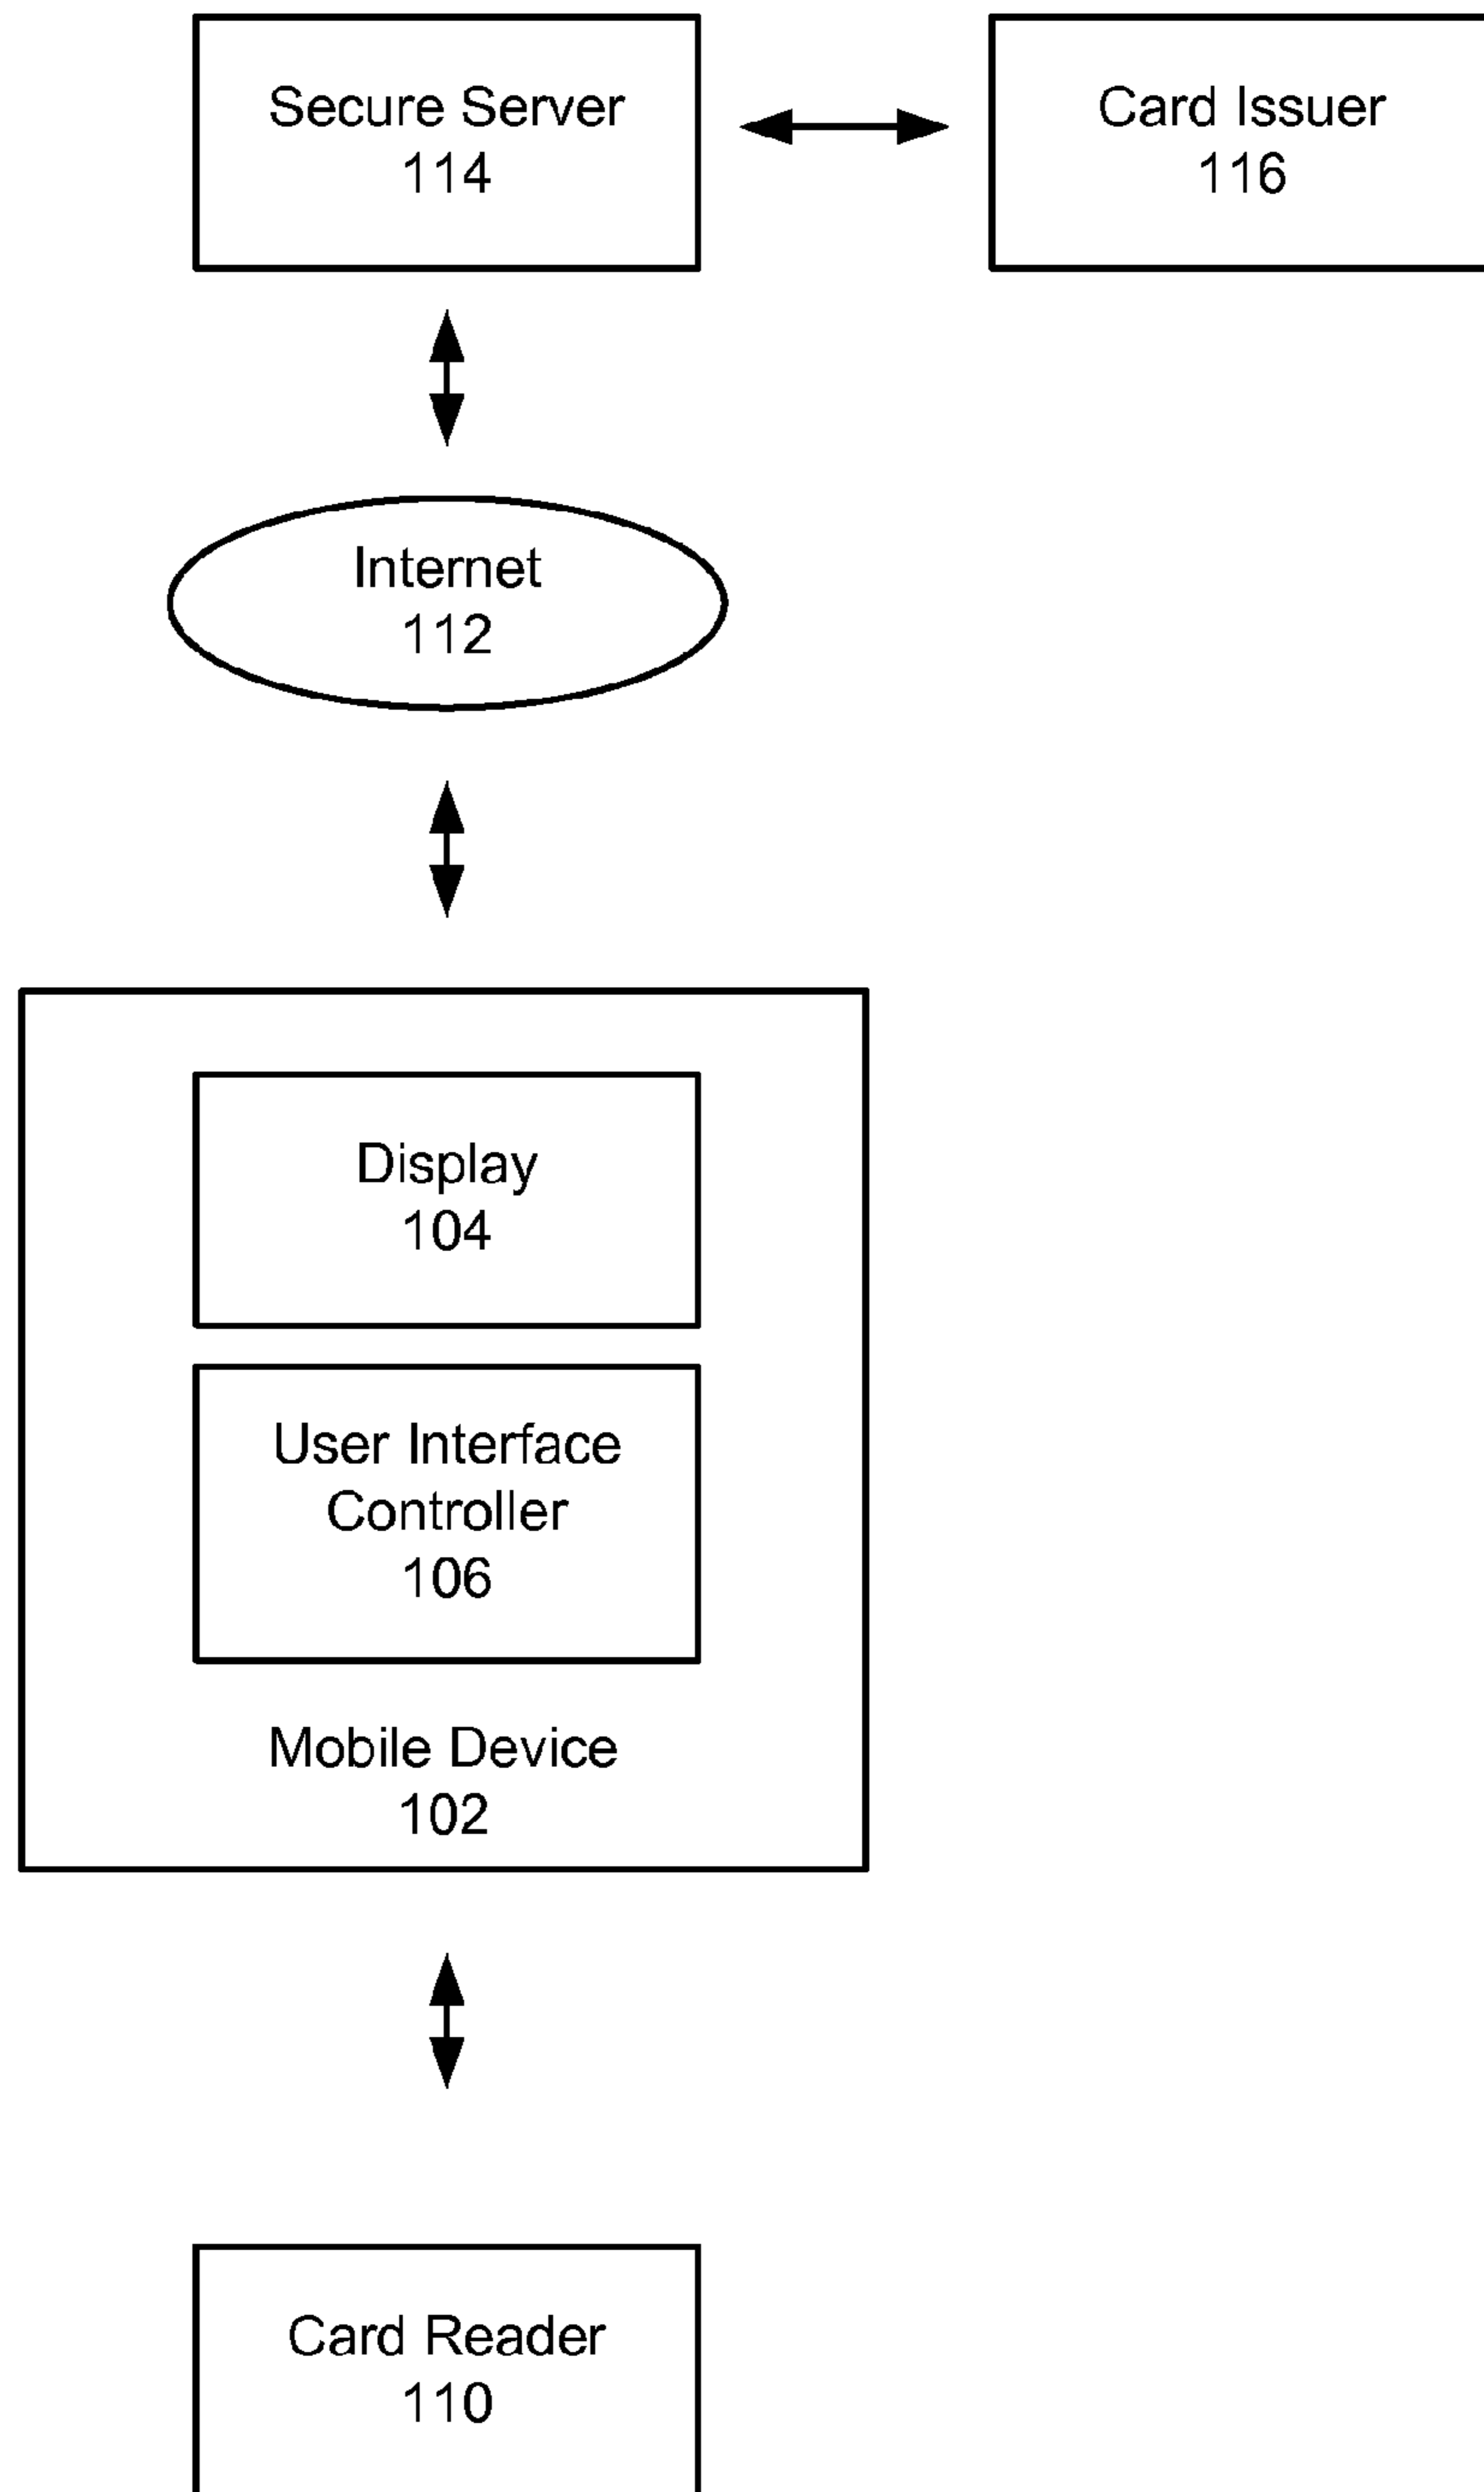 Secure Server
114
Card Issuer
116
Internet
112
Display
104
User Interface
Controller
106
Mobile Device
102
Card Reader
110